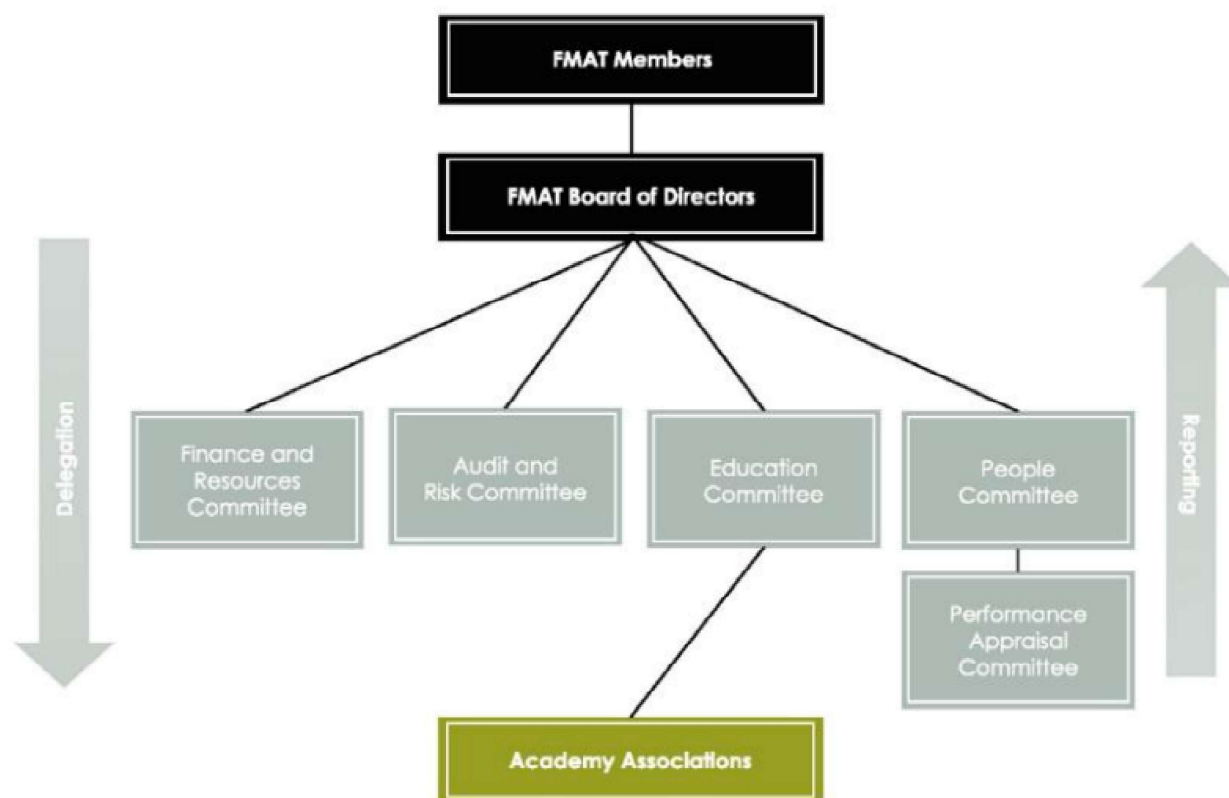 FMAT Members
FMAT Board of Directors
Delegation
Finance and
Resources
Committee
Audit and
Risk Committee
Education
Committee
People
Committee
Reporting
Performance
Appraisal
Committee
Academy Associations